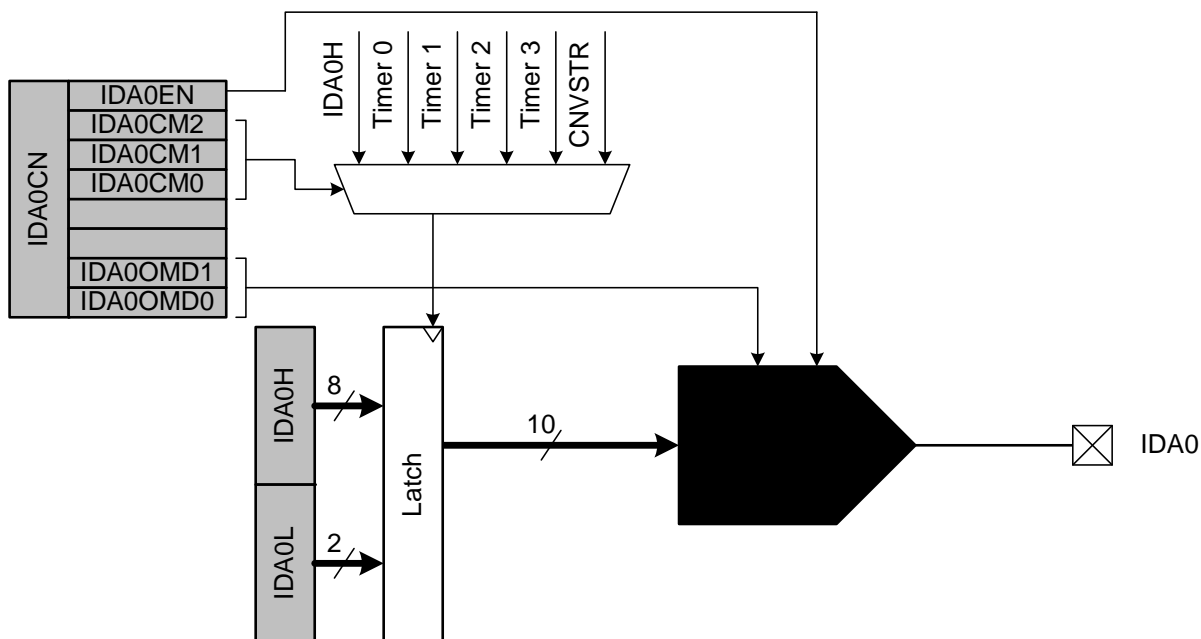 IDA0CN
IDA0EN
IDA0CM2
IDA0CM1
IDA0CM0
IDA0OMD1
IDA0OMD0
IDA0H
Timer 0
Timer 1
Timer 2
Timer 3
CNVSTR
IDA0H
8
IDA0L
2
Latch
10
IDA0